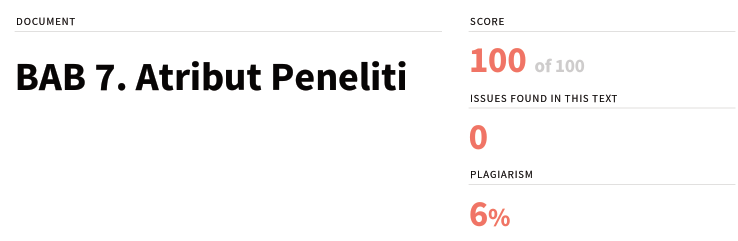 DOCUMENT
BAB 7. Atribut Peneliti
SCORE
100 of 100
ISSUES FOUND IN THIS TEXT
0
PLAGIARISM
6%